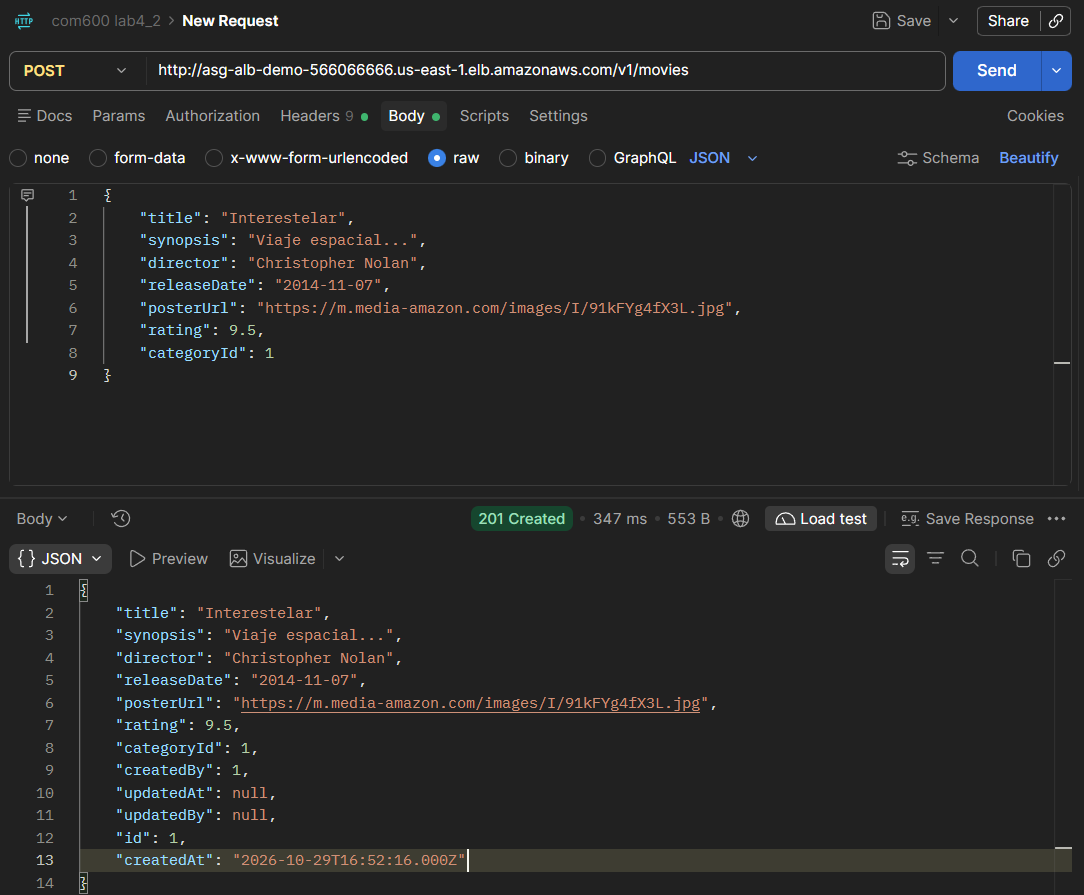 HTTP com600 lab4_2 > New Request Save Share
POST http://asg-alb-demo-566066666.us-east-1.elb.amazonaws.com/v1/movies Send
Docs Params Authorization Headers 9 Body Scripts Settings Cookies
none form-data x-www-form-urlencoded raw binary GraphQL JSON Schema Beautify
1 {
2 "title": "Interestelar",
3 "synopsis": "Viaje espacial...",
4 "director": "Christopher Nolan",
5 "releaseDate": "2014-11-07",
6 "posterUrl": "https://m.media-amazon.com/images/I/91kFYg4fX3L.jpg",
7 "rating": 9.5,
8 "categoryId": 1
9 }
Body 201 Created • 347 ms • 553 B • Load test e.g. Save Response
{} JSON Preview Visualize
1 {
2 "title": "Interestelar",
3 "synopsis": "Viaje espacial...",
4 "director": "Christopher Nolan",
5 "releaseDate": "2014-11-07",
6 "posterUrl": "https://m.media-amazon.com/images/I/91kFYg4fX3L.jpg",
7 "rating": 9.5,
8 "categoryId": 1,
9 "createdBy": 1,
10 "updatedAt": null,
11 "updatedBy": null,
12 "id": 1,
13 "createdAt": "2026-10-29T16:52:16.000Z"
14 }